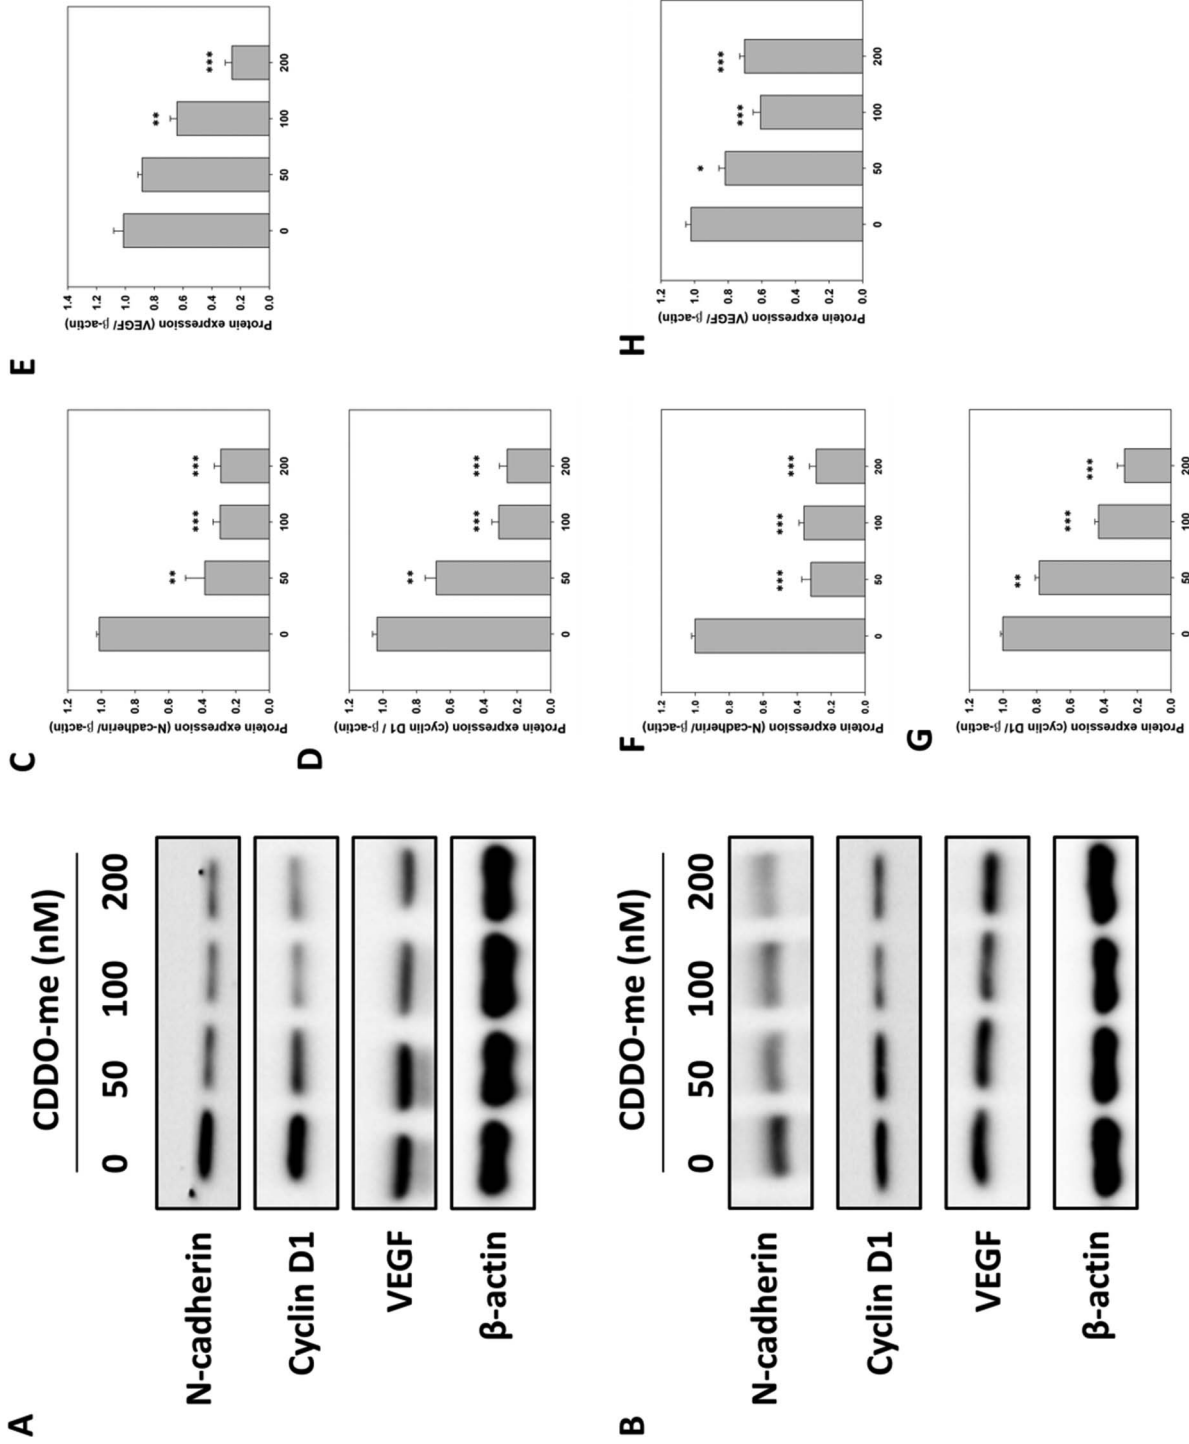 A
CDDO-me (nM)
0 50 100 200
N-cadherin
Cyclin D1
VEGF
β-actin
B
CDDO-me (nM)
0 50 100 200
N-cadherin
Cyclin D1
VEGF
β-actin
C
Protein expression (N-cadherin/ β-actin)
1.2
1.0
0.8
0.6
0.4
0.2
0.0
** *** ***
0 50 100 200
D
Protein expression (cyclin D1 / β-actin)
1.2
1.0
0.8
0.6
0.4
0.2
0.0
** *** ***
0 50 100 200
E
Protein expression (VEGF/ β-actin)
1.4
1.2
1.0
0.8
0.6
0.4
0.2
0.0
** ***
0 50 100 200
F
Protein expression (N-cadherin/ β-actin)
1.2
1.0
0.8
0.6
0.4
0.2
0.0
*** *** ***
0 50 100 200
G
Protein expression (cyclin D1/ β-actin)
1.2
1.0
0.8
0.6
0.4
0.2
0.0
** *** ***
0 50 100 200
H
Protein expression (VEGF/ β-actin)
1.2
1.0
0.8
0.6
0.4
0.2
0.0
* *** ***
0 50 100 200